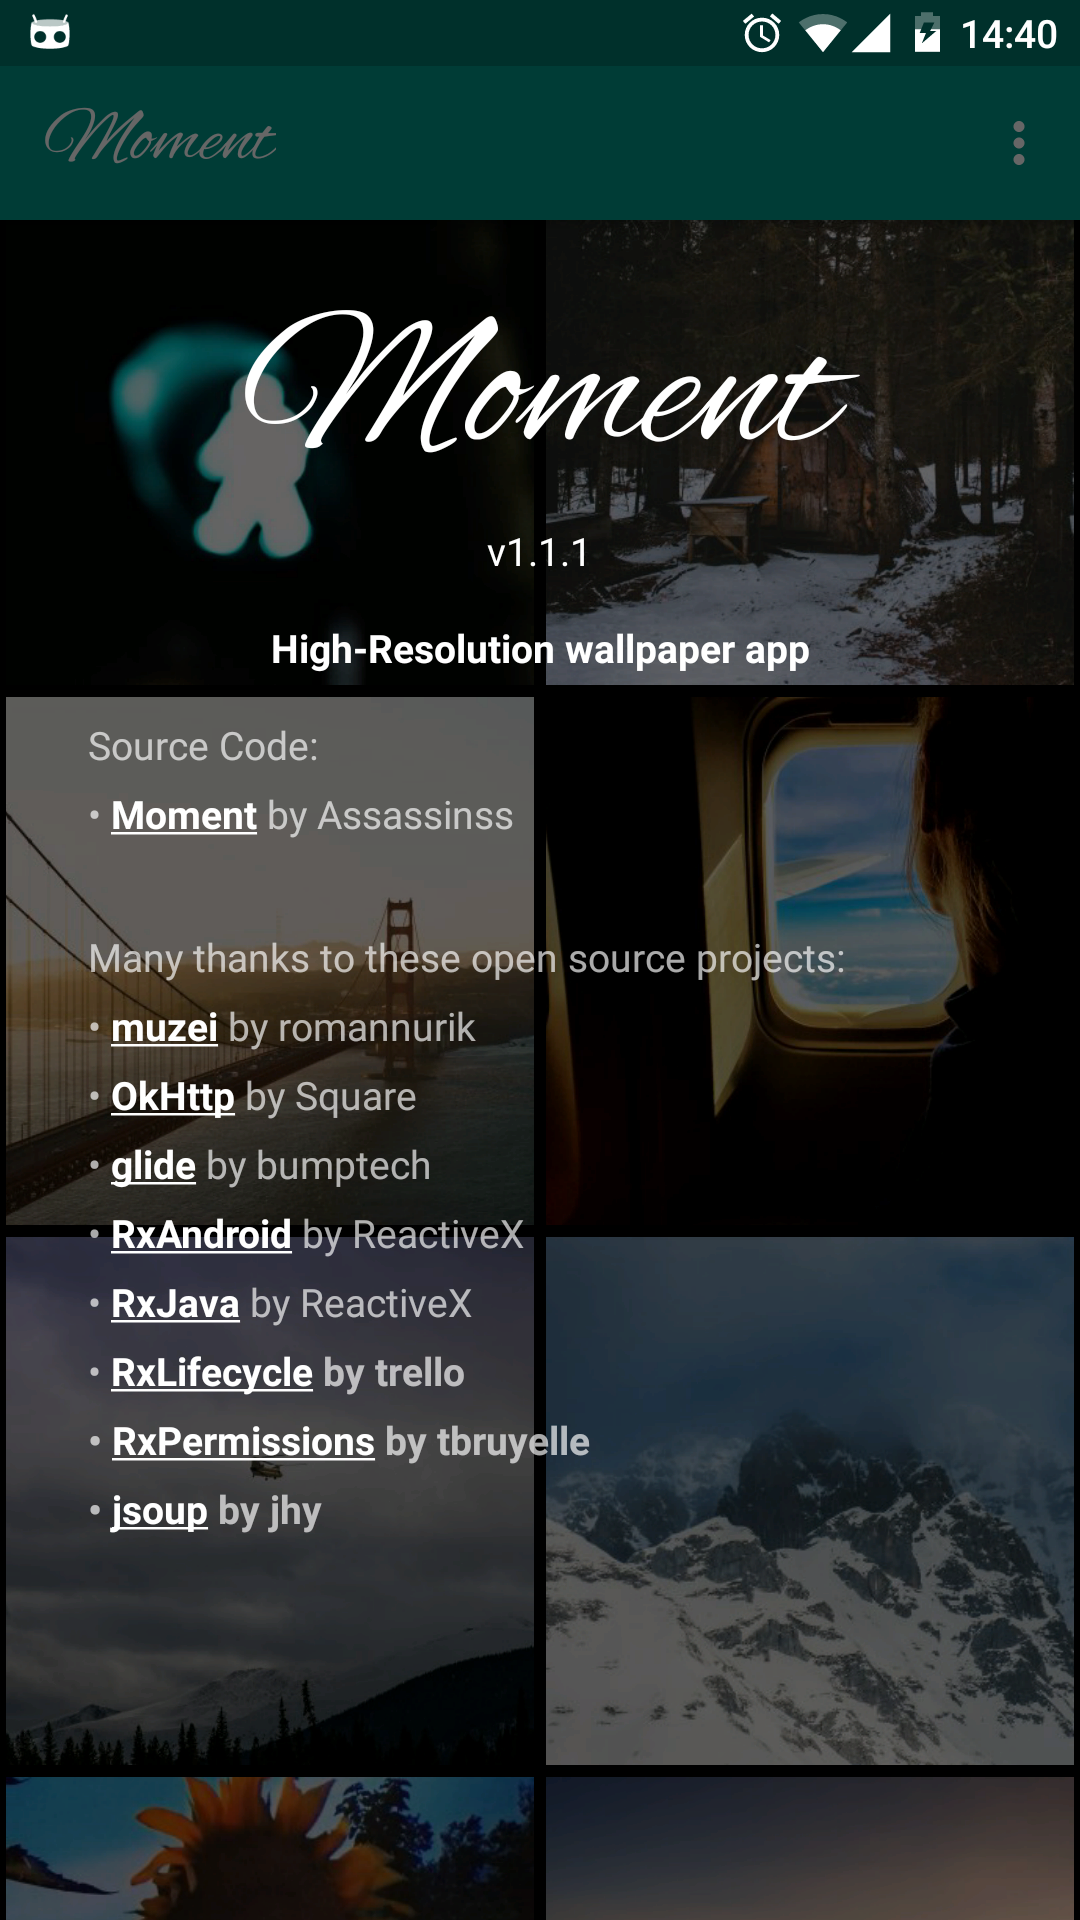 14:40
Moment
Moment
v1.1.1
High-Resolution wallpaper app
Source Code:
• Moment by Assassinss
Many thanks to these open source projects:
• muzei by romannurik
• OkHttp by Square
• glide by bumptech
• RxAndroid by ReactiveX
• RxJava by ReactiveX
• RxLifecycle by trello
• RxPermissions by tbruyelle
• jsoup by jhy